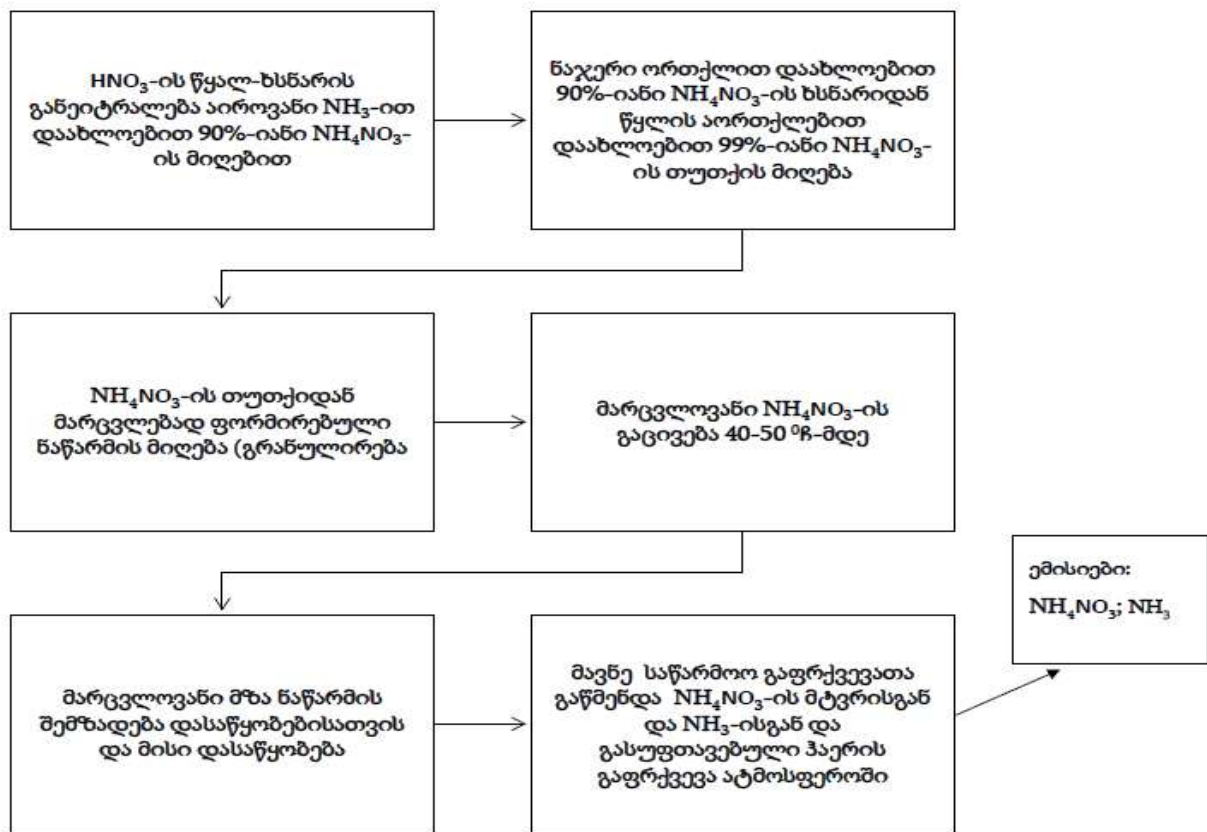 HNO₃-ის წყალ-ხსნარის
განეიტრალება აიროვანი NH₃-ით
დაახლოებით 90%-იანი NH₄NO₃-
ის მიღებით
ნაჯერი ორთქლით დაახლოებით
90%-იანი NH₄NO₃-ის ხსნარიდან
წყლის აორთქლებით
დაახლოებით 99%-იანი NH₄NO₃-
ის თუთქის მიღება
NH₄NO₃-ის თუთქიდან
მარცვლებად ფორმირებული
ნაწარმის მიღება (გრანულირება
მარცვლოვანი NH₄NO₃-ის
გაცივება 40-50 ⁰ჩ-მდე
მარცვლოვანი მზა ნაწარმის
შემზადება დასაწყობებისათვის
და მისი დასაწყობება
მავნე საწარმოო გაფრქვევათა
გაწმენდა NH₄NO₃-ის მტვრისგან
და NH₃-ისგან და
გასუფთავებული ჰაერის
გაფრქვევა ატმოსფეროში
ემისიები:
NH₄NO₃; NH₃